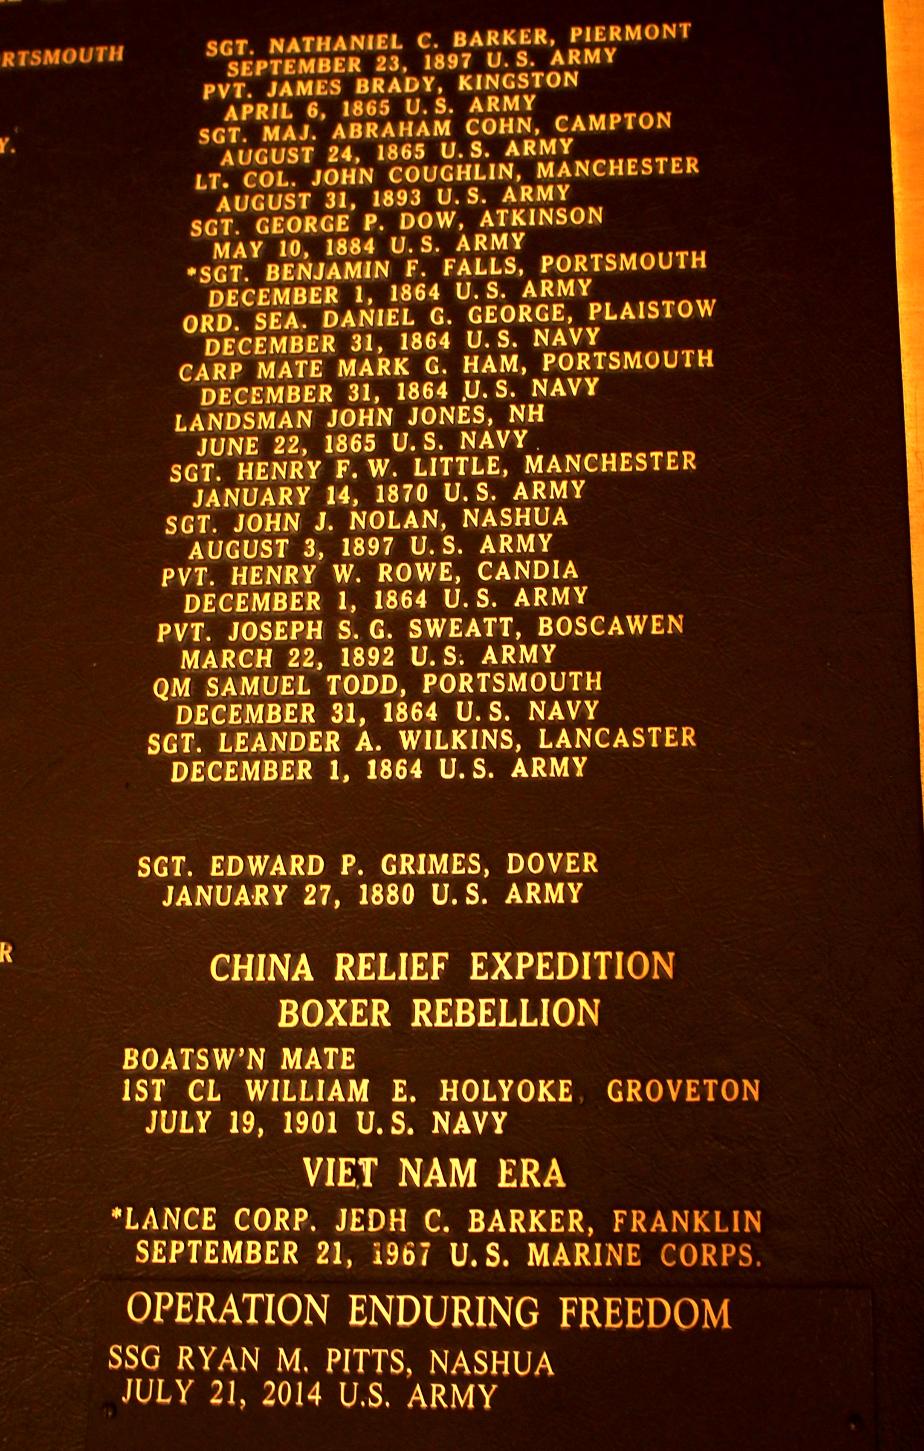 RTSMOUTH
Y.
R
SGT. NATHANIEL C. BARKER, PIERMONT
SEPTEMBER 23, 1897 U.S. ARMY
PVT. JAMES BRADY, KINGSTON
APRIL 6, 1865 U.S. ARMY
SGT. MAJ. ABRAHAM COHN, CAMPTON
AUGUST 24, 1865 U.S. ARMY
LT. COL. JOHN COUGHLIN, MANCHESTER
AUGUST 31, 1893 U.S. ARMY
SGT. GEORGE P. DOW, ATKINSON
MAY 10, 1884 U.S. ARMY
*SGT. BENJAMIN F. FALLS, PORTSMOUTH
DECEMBER 1, 1864 U.S. ARMY
ORD. SEA. DANIEL G. GEORGE, PLAISTOW
DECEMBER 31, 1864 U.S. NAVY
CARP MATE MARK G. HAM, PORTSMOUTH
DECEMBER 31, 1864 U.S. NAVY
LANDSMAN JOHN JONES, NH
JUNE 22, 1865 U.S. NAVY
SGT. HENRY F.W. LITTLE, MANCHESTER
JANUARY 14, 1870 U.S. ARMY
SGT. JOHN J. NOLAN, NASHUA
AUGUST 3, 1897 U.S. ARMY
PVT. HENRY W. ROWE, CANDIA
DECEMBER 1, 1864 U.S. ARMY
PVT. JOSEPH S.G. SWEATT, BOSCAWEN
MARCH 22, 1892 U.S. ARMY
QM SAMUEL TODD, PORTSMOUTH
DECEMBER 31, 1864 U.S. NAVY
SGT. LEANDER A. WILKINS, LANCASTER
DECEMBER 1, 1864 U.S. ARMY
SGT. EDWARD P. GRIMES, DOVER
JANUARY 27, 1880 U.S. ARMY
CHINA RELIEF EXPEDITION
BOXER REBELLION
BOATSW'N MATE
1ST CL WILLIAM E. HOLYOKE, GROVETON
JULY 19, 1901 U.S. NAVY
VIET NAM ERA
*LANCE CORP. JEDH C. BARKER, FRANKLIN
SEPTEMBER 21, 1967 U.S. MARINE CORPS.
OPERATION ENDURING FREEDOM
SSG RYAN M. PITTS, NASHUA
JULY 21, 2014 U.S. ARMY